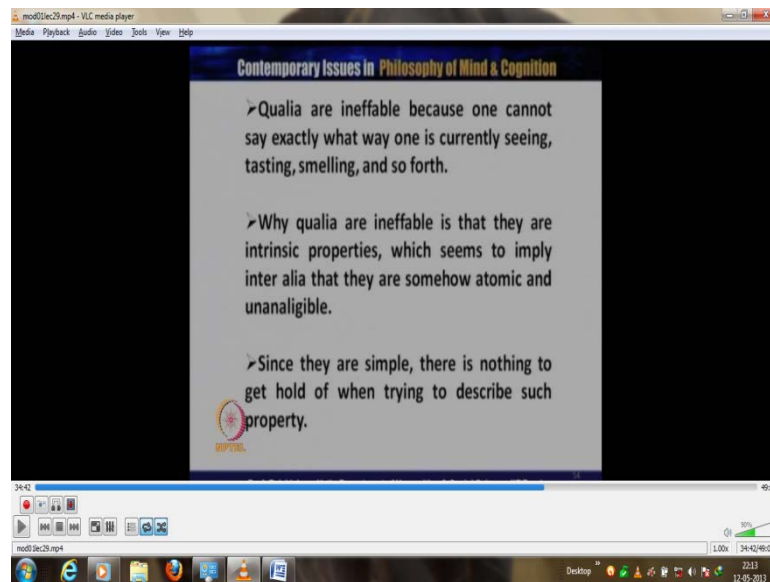 mod01lec29.mp4 - VLC media player
Media Playback Audio Video Tools View Help
Contemporary Issues in Philosophy of Mind & Cognition
➢Qualia are ineffable because one cannot
say exactly what way one is currently seeing,
tasting, smelling, and so forth.
➢Why qualia are ineffable is that they are
intrinsic properties, which seems to imply
inter alia that they are somehow atomic and
unanaligible.
➢Since they are simple, there is nothing to
get hold of when trying to describe such
property.
NPTEL
34:42
mod01lec29.mp4
1.00x 34:42/49:0
Desktop
22:13
12-05-2013